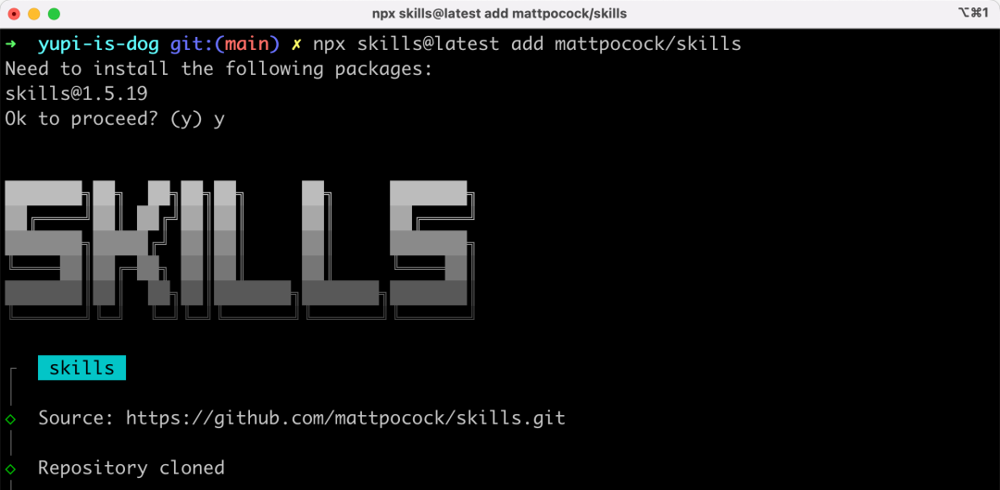 npx skills@latest add mattpocock/skills
⌥⌘1
➜ yupi-is-dog git:(main) ✗ npx skills@latest add mattpocock/skills
Need to install the following packages:
skills@1.5.19
Ok to proceed? (y) y
SKILLS
skills
Source: https://github.com/mattpocock/skills.git
Repository cloned